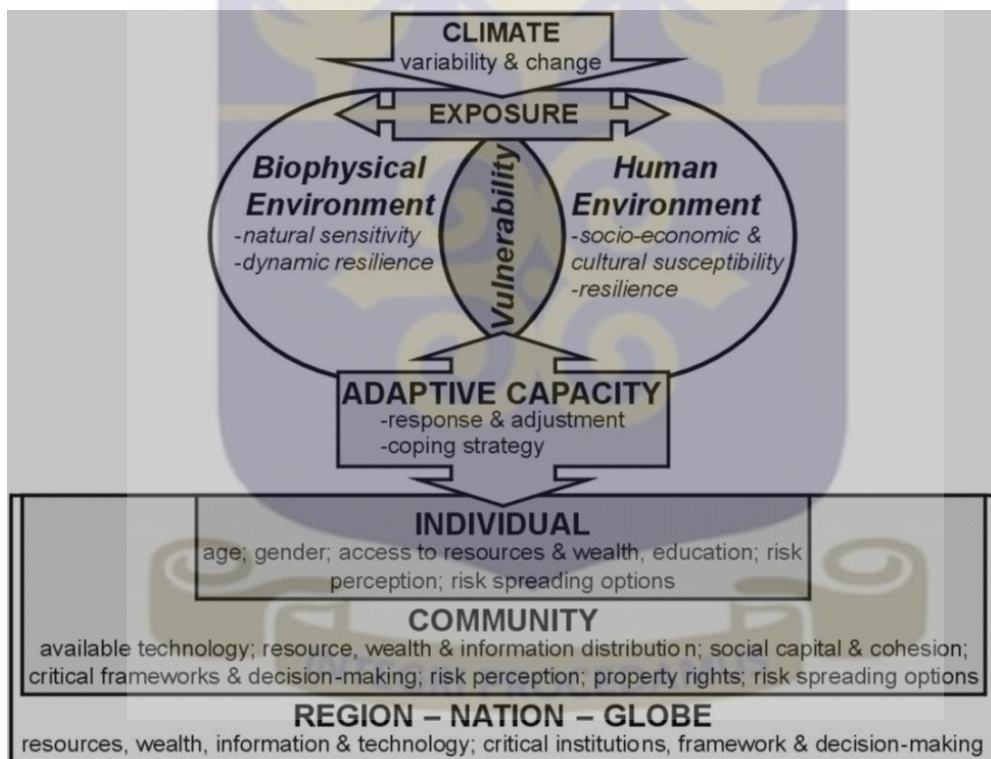 CLIMATE
variability & change
EXPOSURE
Biophysical
Environment
-natural sensitivity
-dynamic resilience
Vulnerability
Human
Environment
-socio-economic &
cultural susceptibility
-resilience
ADAPTIVE CAPACITY
-response & adjustment
-coping strategy
INDIVIDUAL
age; gender; access to resources & wealth, education; risk
perception; risk spreading options
COMMUNITY
available technology; resource, wealth & information distribution; social capital & cohesion;
critical frameworks & decision-making; risk perception; property rights; risk spreading options
INTEGRI PROCEDAMUS
REGION – NATION – GLOBE
resources, wealth, information & technology; critical institutions, framework & decision-making